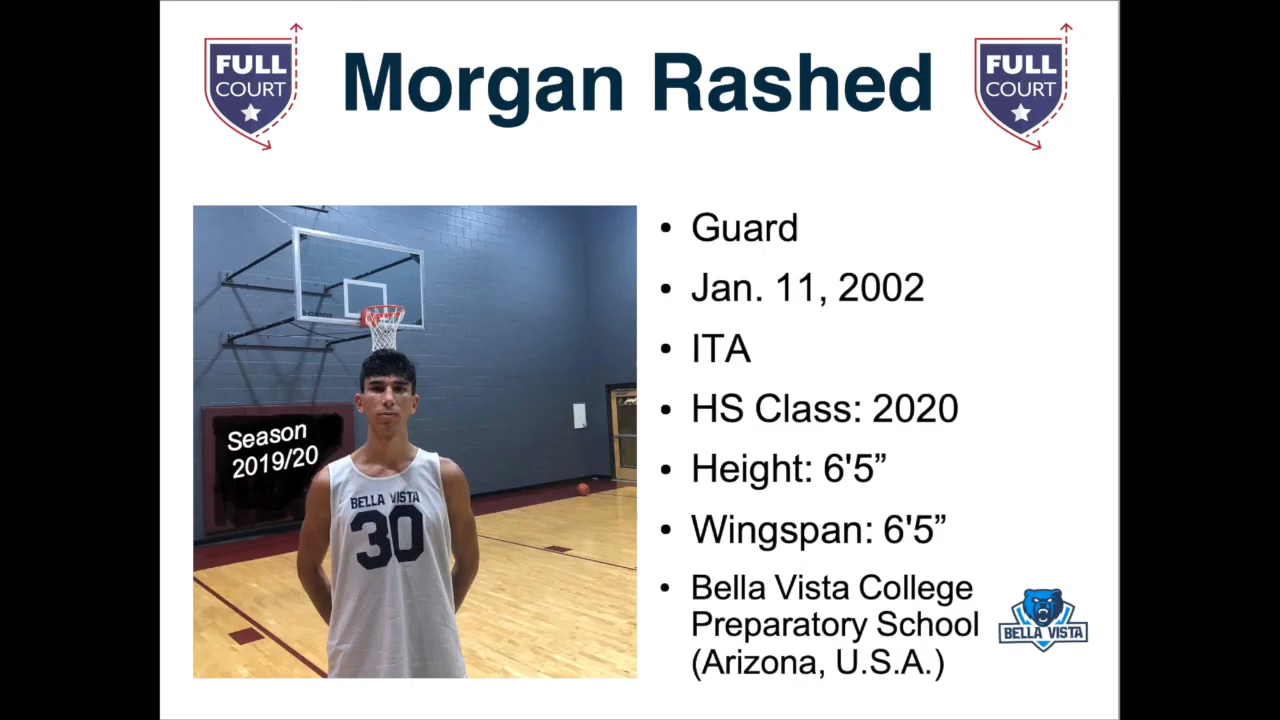 FULL
COURT
Morgan Rashed
FULL
COURT
Season
2019/20
BELLA VISTA
30
• Guard
• Jan. 11, 2002
• ITA
• HS Class: 2020
• Height: 6'5”
• Wingspan: 6'5”
• Bella Vista College
Preparatory School
(Arizona, U.S.A.)
BELLA VISTA